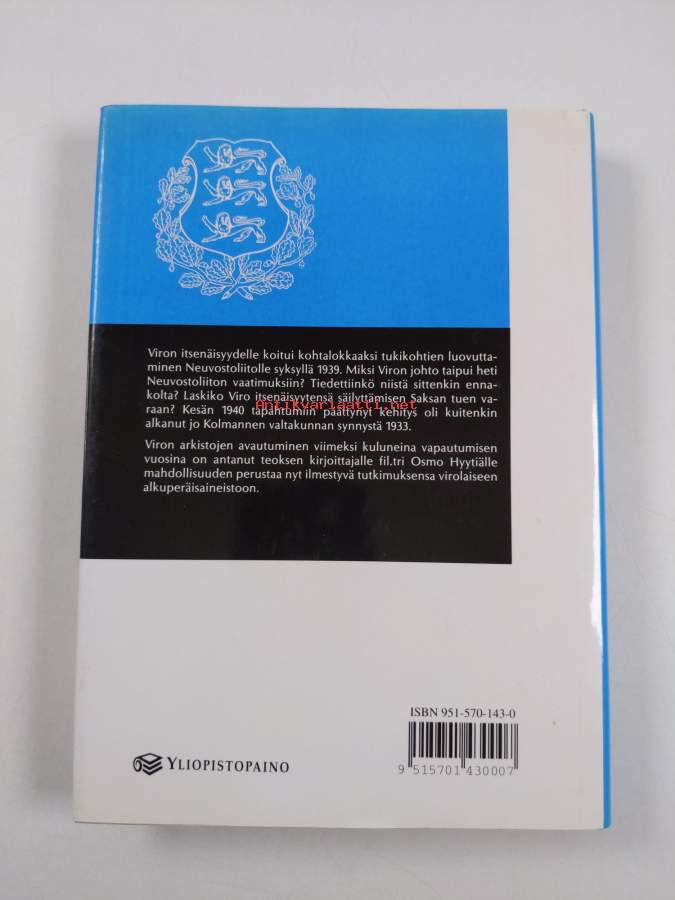 Viron itsenäisyydelle koitui kohtalokkaaksi tukikohtien luovutta-
minen Neuvostoliitolle syksyllä 1939. Miksi Viron johto taipui heti
Neuvostoliiton vaatimuksiin? Tiedettiinkö niistä sittenkin enna-
kolta? Laskiko Viro itsenäisyytensä säilyttämisen Saksan tuen va-
raan? Kesän 1940 tapahtumiin päättynyt kehitys oli kuitenkin
alkanut jo Kolmannen valtakunnan synnystä 1933.
Viron arkistojen avautuminen viimeksi kuluneina vapautumisen
vuosina on antanut teoksen kirjoittajalle fil.tri Osmo Hyytiälle
mahdollisuuden perustaa nyt ilmestyvä tutkimuksensa virolaiseen
alkuperäisaineistoon.
Antikvariaatti.net
ISBN 951-570-143-0
YLIOPISTOPAINO
9 515701 430007